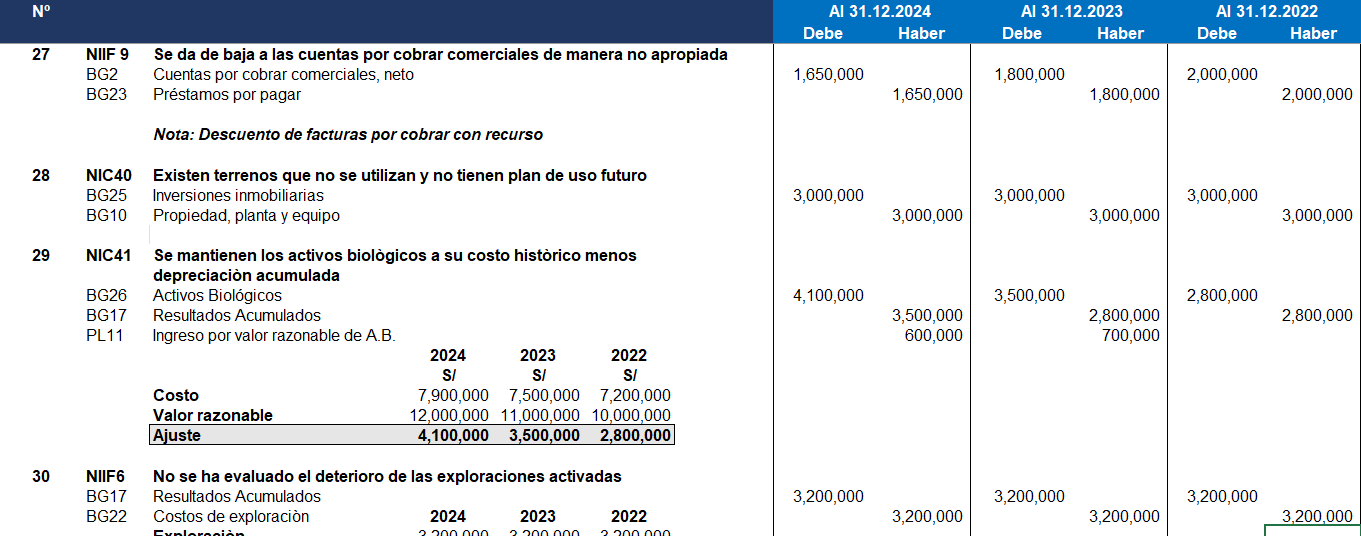 Nº Al 31.12.2024 Al 31.12.2023 Al 31.12.2022
Debe Haber Debe Haber Debe Haber
27 NIIF 9 Se da de baja a las cuentas por cobrar comerciales de manera no apropiada
BG2 Cuentas por cobrar comerciales, neto 1,650,000 1,800,000 2,000,000
BG23 Préstamos por pagar 1,650,000 1,800,000 2,000,000
Nota: Descuento de facturas por cobrar con recurso
28 NIC40 Existen terrenos que no se utilizan y no tienen plan de uso futuro
BG25 Inversiones inmobiliarias 3,000,000 3,000,000 3,000,000
BG10 Propiedad, planta y equipo 3,000,000 3,000,000 3,000,000
29 NIC41 Se mantienen los activos biològicos a su costo històrico menos
depreciaciòn acumulada
BG26 Activos Biológicos 4,100,000 3,500,000 2,800,000
BG17 Resultados Acumulados 3,500,000 2,800,000 2,800,000
PL11 Ingreso por valor razonable de A.B. 600,000 700,000
2024 2023 2022
S/ S/ S/
Costo 7,900,000 7,500,000 7,200,000
Valor razonable 12,000,000 11,000,000 10,000,000
Ajuste 4,100,000 3,500,000 2,800,000
30 NIIF6 No se ha evaluado el deterioro de las exploraciones activadas
BG17 Resultados Acumulados 3,200,000 3,200,000 3,200,000
BG22 Costos de exploraciòn 2024 2023 2022 3,200,000 3,200,000 3,200,000
Exploraciòn 3,200,000 3,200,000 3,200,000